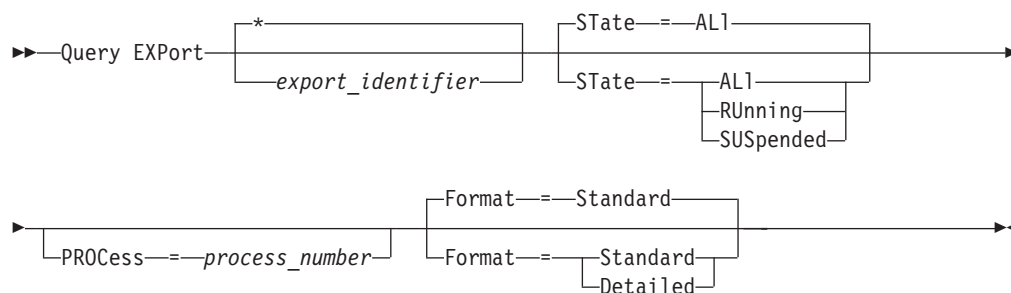 * STate = ALl
Query EXPort export_identifier STate = ALl
RUnning
SUSpended
Format = Standard
PROCess = process_number Format = Standard
Detailed